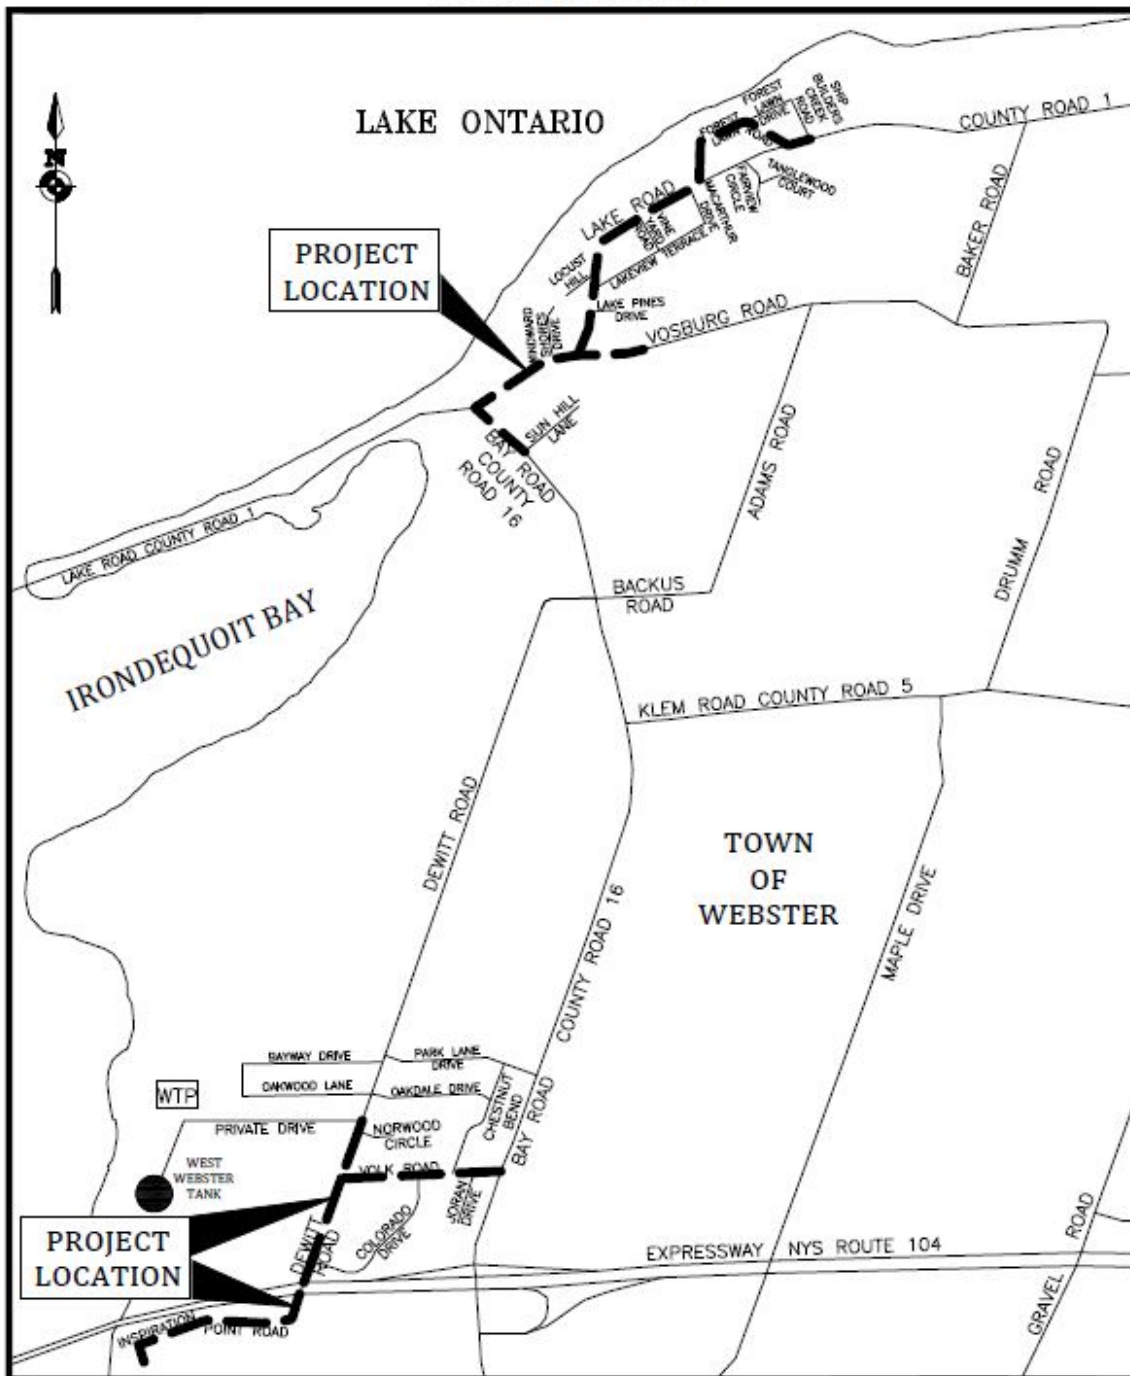 LAKE ONTARIO
N
FOREST
LAWN
DRIVE
SHIP
BUILDERS
CREEK
ROAD
FOREST
LAWN ROAD
COUNTY ROAD 1
TANGLEWOOD
COURT
FAIRVIEW
CIRCLE
MACARTHUR
DRIVE
LAKE ROAD
VINE
YARD
ROAD
BAKER ROAD
PROJECT
LOCATION
LOCUST
HILL
LAKEVIEW TERRACE
LAKE PINES
DRIVE
WINDWARD
SHORES
DRIVE
VOSBURG ROAD
SUN HILL
LANE
BAY ROAD
COUNTY
ROAD 16
ADAMS ROAD
DRUMM ROAD
LAKE ROAD COUNTY ROAD 1
IRONDEQUOIT BAY
BACKUS
ROAD
KLEM ROAD COUNTY ROAD 5
DEWITT ROAD
TOWN
OF
WEBSTER
COUNTY ROAD 16
MAPLE DRIVE
BAYWAY DRIVE
PARK LANE
DRIVE
OAKWOOD LANE
OAKDALE DRIVE
CHESTNUT
BEND
BAY ROAD
WTP
PRIVATE DRIVE
NORWOOD
CIRCLE
WEST
WEBSTER
TANK
VOLK ROAD
JORAN
DRIVE
COLORADO
DRIVE
DEWITT
ROAD
PROJECT
LOCATION
EXPRESSWAY NYS ROUTE 104
GRAVEL ROAD
INSPIRATION POINT ROAD